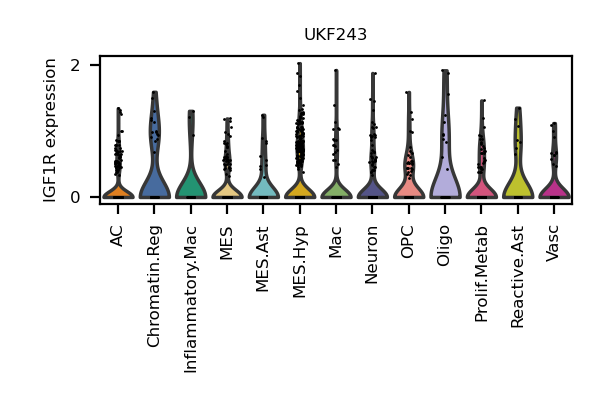 UKF243
IGF1R expression
2
0
AC
Chromatin.Reg
Inflammatory.Mac
MES
MES.Ast
MES.Hyp
Mac
Neuron
OPC
Oligo
Prolif.Metab
Reactive.Ast
Vasc